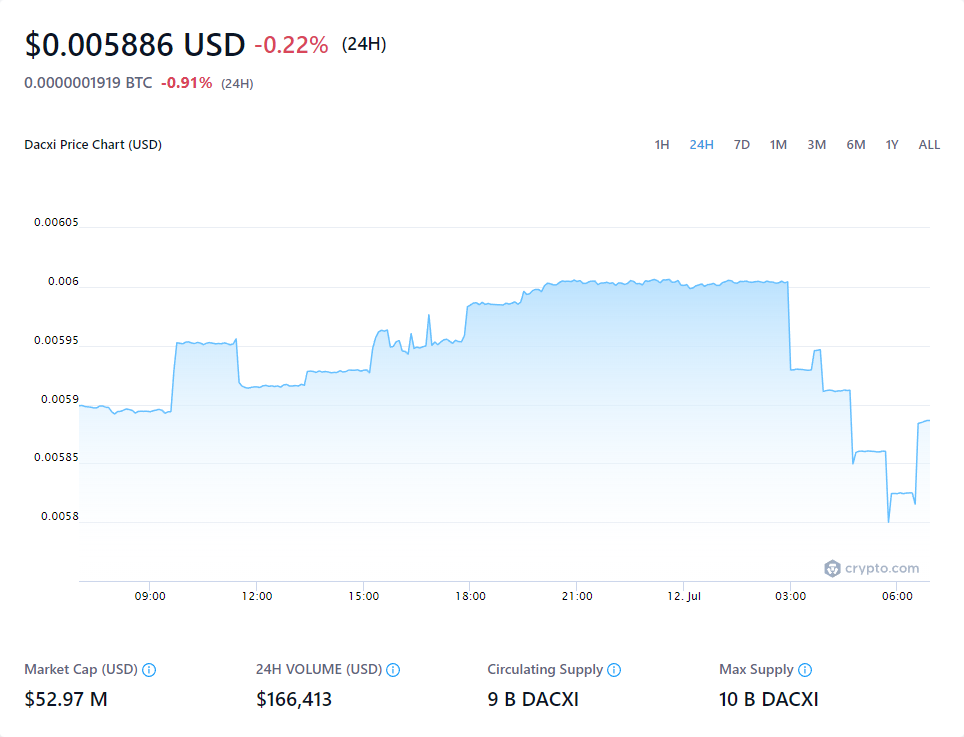 $0.005886 USD -0.22% (24H)
0.0000001919 BTC -0.91% (24H)
Dacxi Price Chart (USD)
1H 24H 7D 1M 3M 6M 1Y ALL
0.00605
0.006
0.00595
0.0059
0.00585
0.0058
crypto.com
09:00 12:00 15:00 18:00 21:00 12. Jul 03:00 06:00
Market Cap (USD) 24H VOLUME (USD) Circulating Supply Max Supply
$52.97 M $166,413 9 B DACXI 10 B DACXI